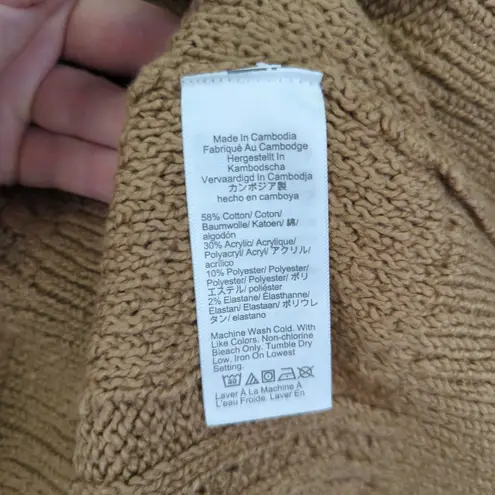 Made In Cambodia
Fabriqué Au Cambodge
Hergestellt In
Kambodscha
Vervaardigd In Cambodja
カンボジア製
hecho en camboya
58% Cotton/ Coton/
Baumwolle/ Katoen/ 綿/
algodón
30% Acrylic/ Acrylique/
Polyacryl/ Acryl/ アクリル/
acrílico
10% Polyester/ Polyester/
Polyester/ Polyester/ ポリ
エステル/ poliéster
2% Elastane/ Élasthanne/
Elastan/ Elastaan/ ポリウレ
タン/ elastano
Machine Wash Cold. With
Like Colors. Non-chlorine
Bleach Only. Tumble Dry
Low. Iron On Lowest
Setting.
Laver À La Machine À
L'eau Froide. Laver En